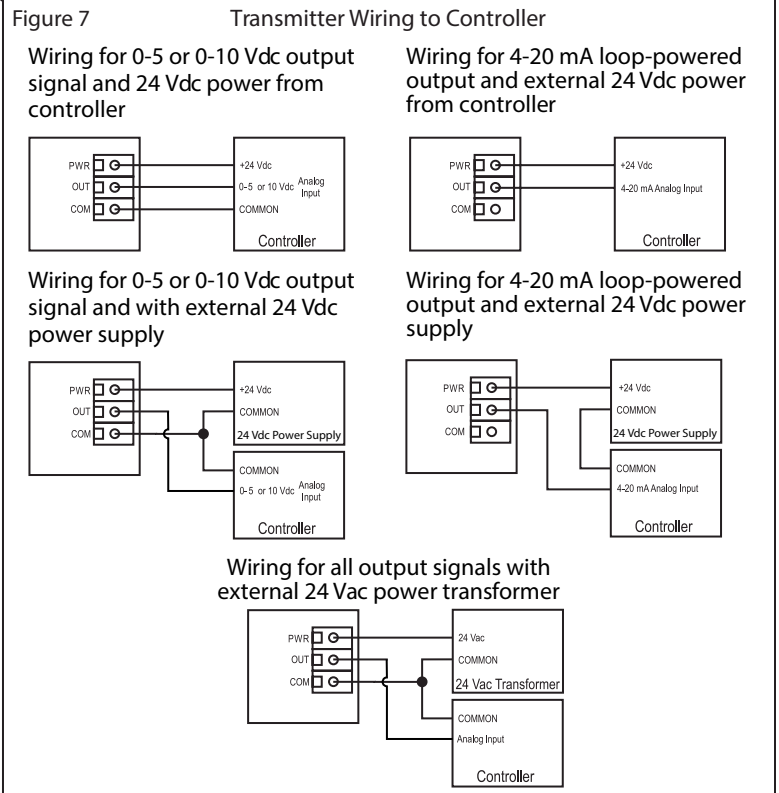 Figure 7
Transmitter Wiring to Controller
Wiring for 0-5 or 0-10 Vdc output
signal and 24 Vdc power from
controller
PWR
OUT
COM
+24 Vdc
0-5 or 10 Vdc Analog Input
COMMON
Controller
Wiring for 4-20 mA loop-powered
output and external 24 Vdc power
from controller
PWR
OUT
COM
+24 Vdc
4-20 mA Analog Input
Controller
Wiring for 0-5 or 0-10 Vdc output
signal and with external 24 Vdc
power supply
PWR
OUT
COM
+24 Vdc
COMMON
24 Vdc Power Supply
COMMON
0-5 or 10 Vdc Analog Input
Controller
Wiring for 4-20 mA loop-powered
output and external 24 Vdc power
supply
PWR
OUT
COM
+24 Vdc
COMMON
24 Vdc Power Supply
COMMON
4-20 mA Analog Input
Controller
Wiring for all output signals with
external 24 Vac power transformer
PWR
OUT
COM
24 Vac
COMMON
24 Vac Transformer
COMMON
Analog Input
Controller